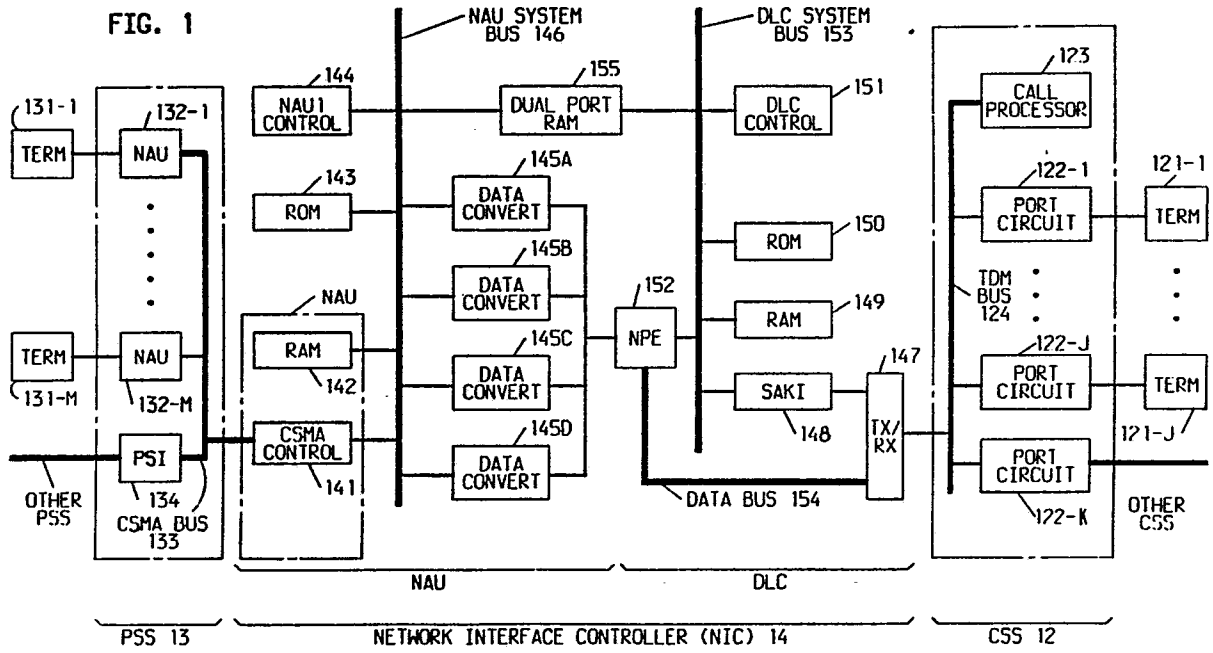 FIG. 1
NAU SYSTEM
BUS 146
DLC SYSTEM
BUS 153
131-1
TERM
132-1
NAU
144
NAU1
CONTROL
155
DUAL PORT
RAM
151
DLC
CONTROL
123
CALL
PROCESSOR
143
ROM
145A
DATA
CONVERT
145B
DATA
CONVERT
145C
DATA
CONVERT
145D
DATA
CONVERT
150
ROM
149
RAM
152
NPE
SAKI
148
147
TX/
RX
122-1
PORT
CIRCUIT
121-1
TERM
TDM
BUS
124
122-J
PORT
CIRCUIT
TERM
121-J
PORT
CIRCUIT
122-K
OTHER
CSS
NAU
RAM
142
CSMA
CONTROL
141
TERM
131-M
NAU
132-M
PSI
134
OTHER
PSS
CSMA BUS
133
DATA BUS 154
NAU
DLC
PSS 13
NETWORK INTERFACE CONTROLLER (NIC) 14
CSS 12